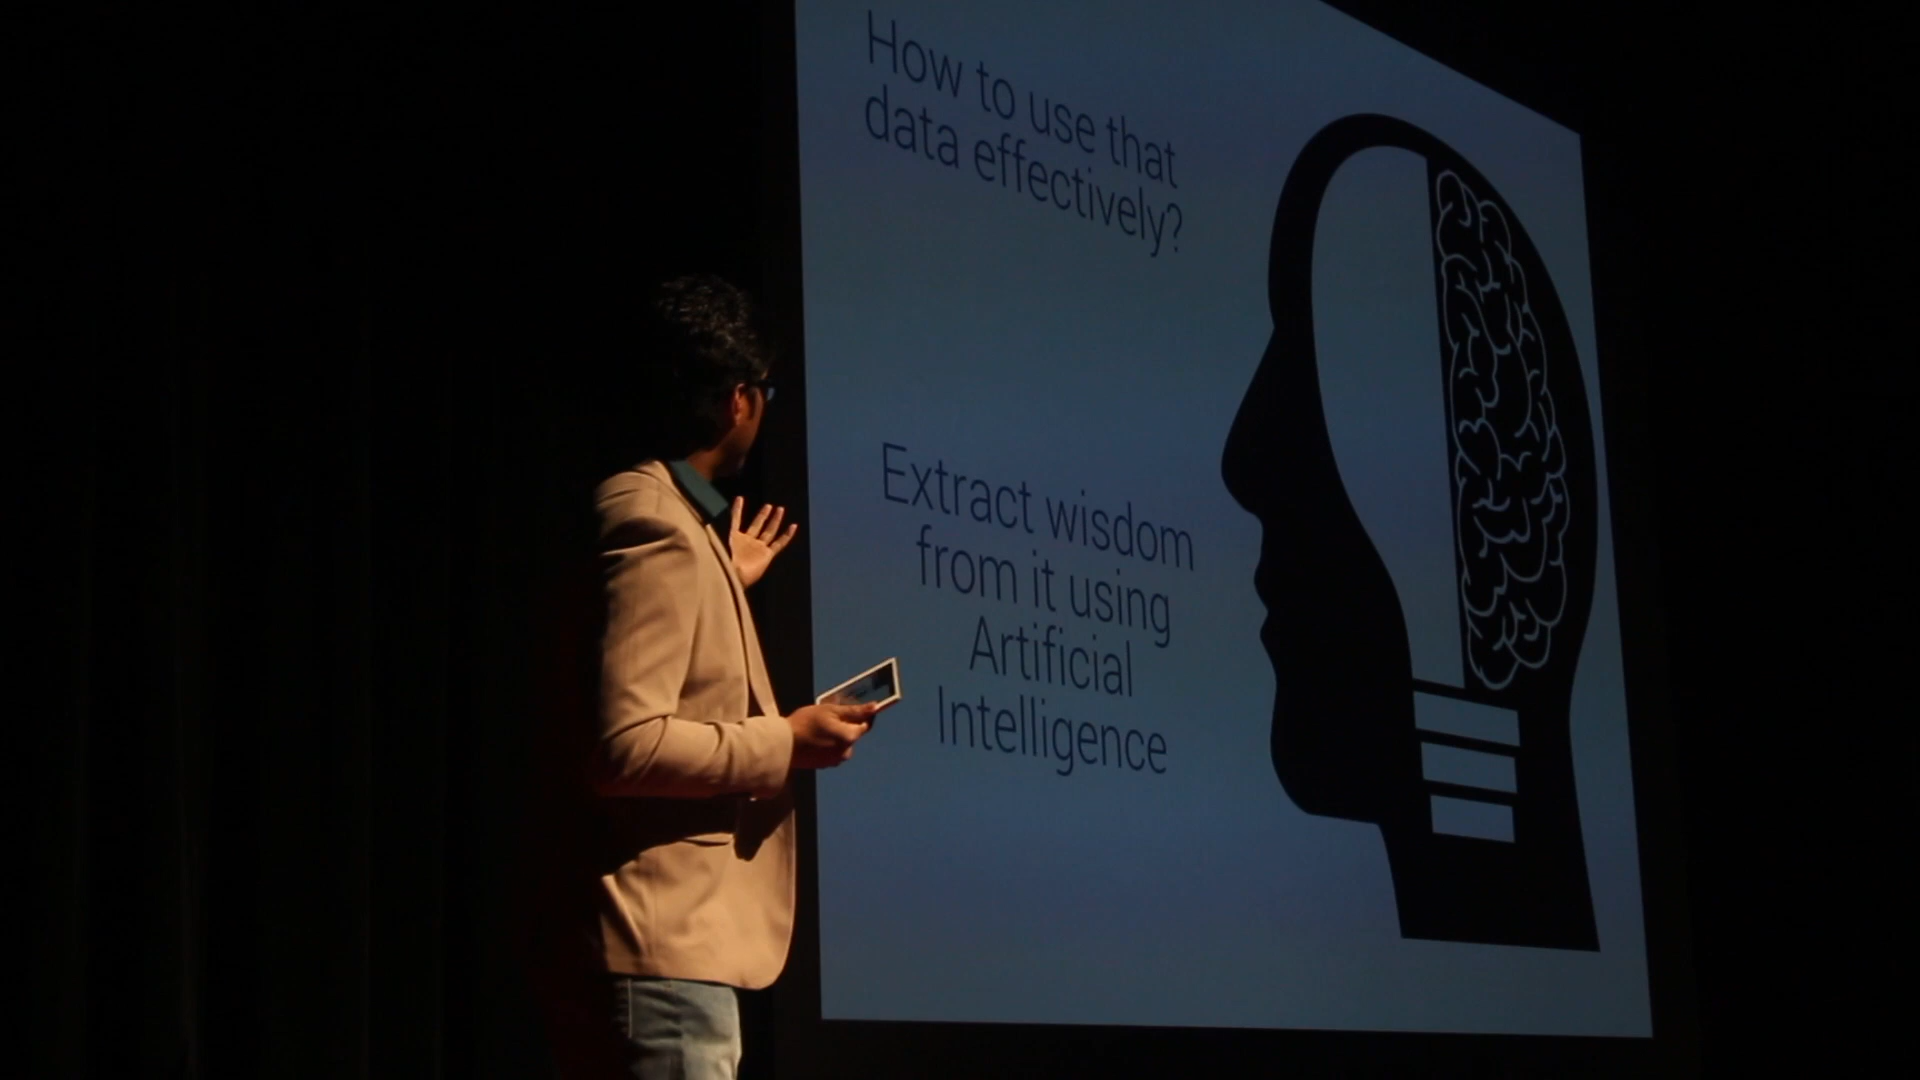 How to use that
data effectively?
Extract wisdom
from it using
Artificial
Intelligence